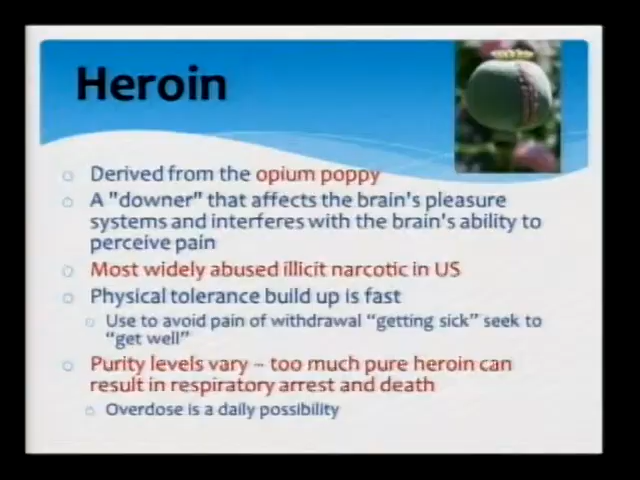 Heroin
Derived from the opium poppy
A "downer" that affects the brain's pleasure
systems and interferes with the brain's ability to
perceive pain
Most widely abused illicit narcotic in US
Physical tolerance build up is fast
Use to avoid pain of withdrawal “getting sick” seek to
“get well”
Purity levels vary – too much pure heroin can
result in respiratory arrest and death
Overdose is a daily possibility